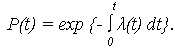 P(t) = exp {- ∫₀ᵗ λ(t) dt}.